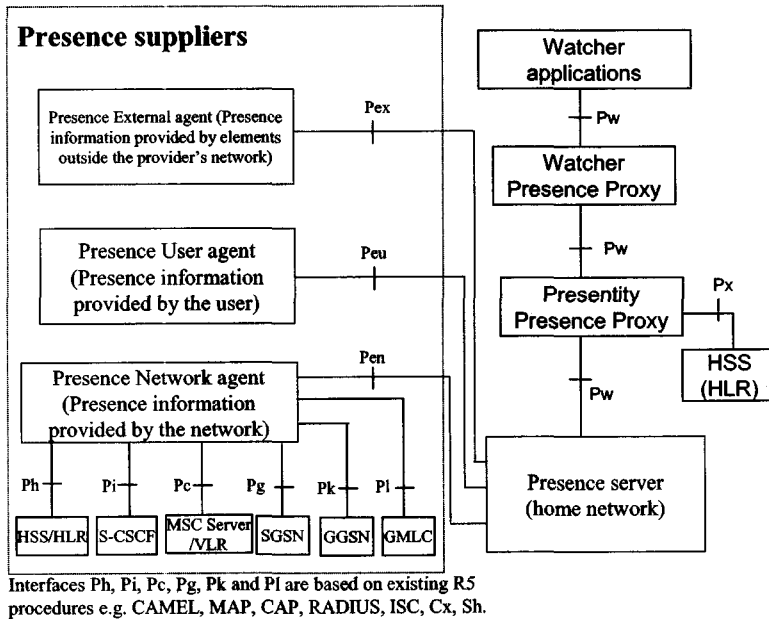 Presence suppliers
Presence External agent (Presence
information provided by elements
outside the provider's network)
Pex
Presence User agent
(Presence information
provided by the user)
Peu
Presence Network agent
(Presence information
provided by the network)
Pen
Ph
Pi
Pc
Pg
Pk
Pl
HSS/HLR
S-CSCF
MSC Server
/VLR
SGSN
GGSN
GMLC
Watcher
applications
Pw
Watcher
Presence Proxy
Pw
Presentity
Presence Proxy
Px
HSS
(HLR)
Pw
Presence server
(home network)
Interfaces Ph, Pi, Pc, Pg, Pk and Pl are based on existing R5
procedures e.g. CAMEL, MAP, CAP, RADIUS, ISC, Cx, Sh.